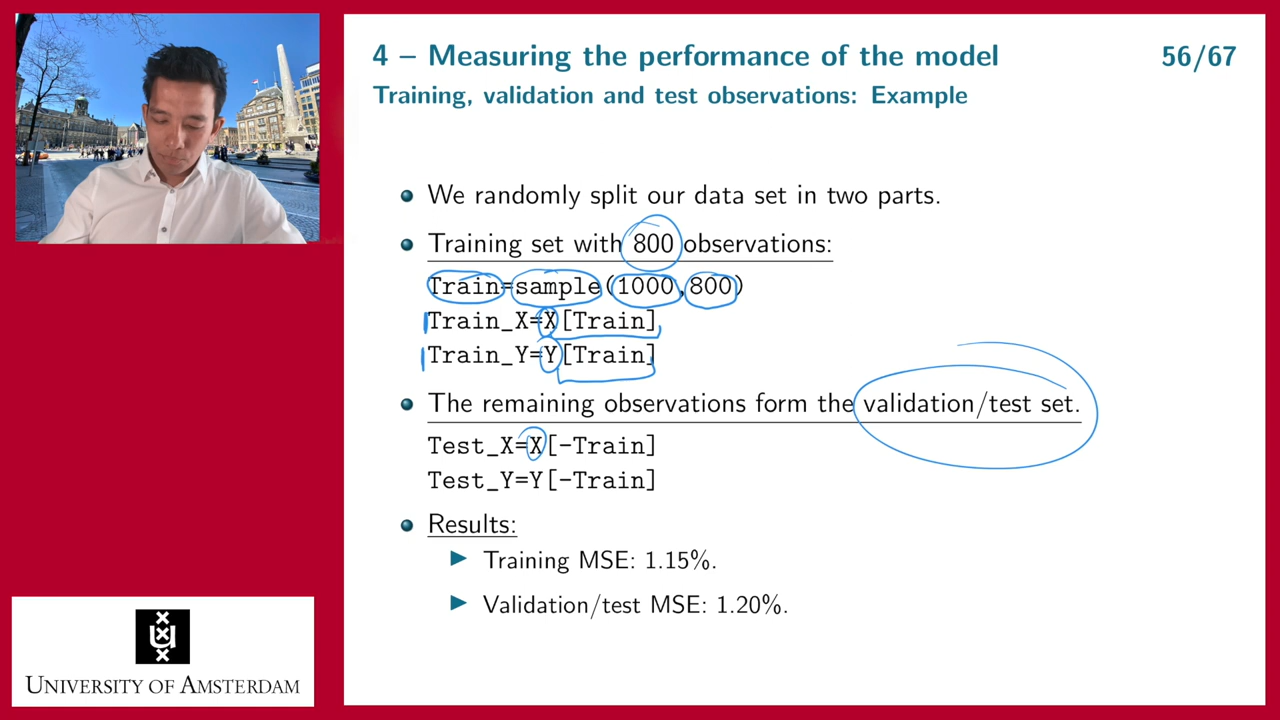 4 – Measuring the performance of the model 56/67
Training, validation and test observations: Example
We randomly split our data set in two parts.
Training set with 800 observations:
Train=sample(1000,800)
Train_X=X[Train]
Train_Y=Y[Train]
The remaining observations form the validation/test set.
Test_X=X[-Train]
Test_Y=Y[-Train]
Results:
Training MSE: 1.15%.
Validation/test MSE: 1.20%.
UNIVERSITY OF AMSTERDAM